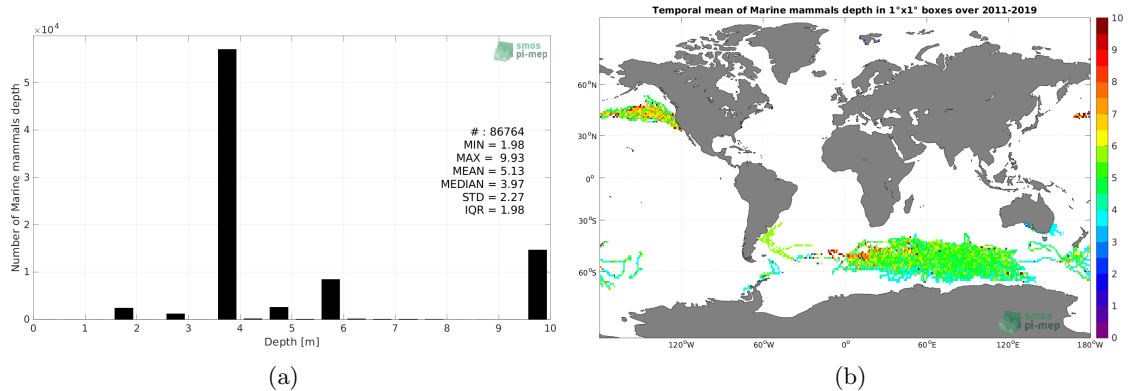 ×10⁴
smos
pi-mep
Number of Marine mammals depth
5
4
3
2
1
0
# : 86764
MIN = 1.98
MAX = 9.93
MEAN = 5.13
MEDIAN = 3.97
STD = 2.27
IQR = 1.98
0 1 2 3 4 5 6 7 8 9 10
Depth [m]
(a)
Temporal mean of Marine mammals depth in 1°x1° boxes over 2011-2019
60°N
30°N
0°
30°S
60°S
120°W 60°W 0° 60°E 120°E 180°W
smos
pi-mep
10
9
8
7
6
5
4
3
2
1
0
(b)